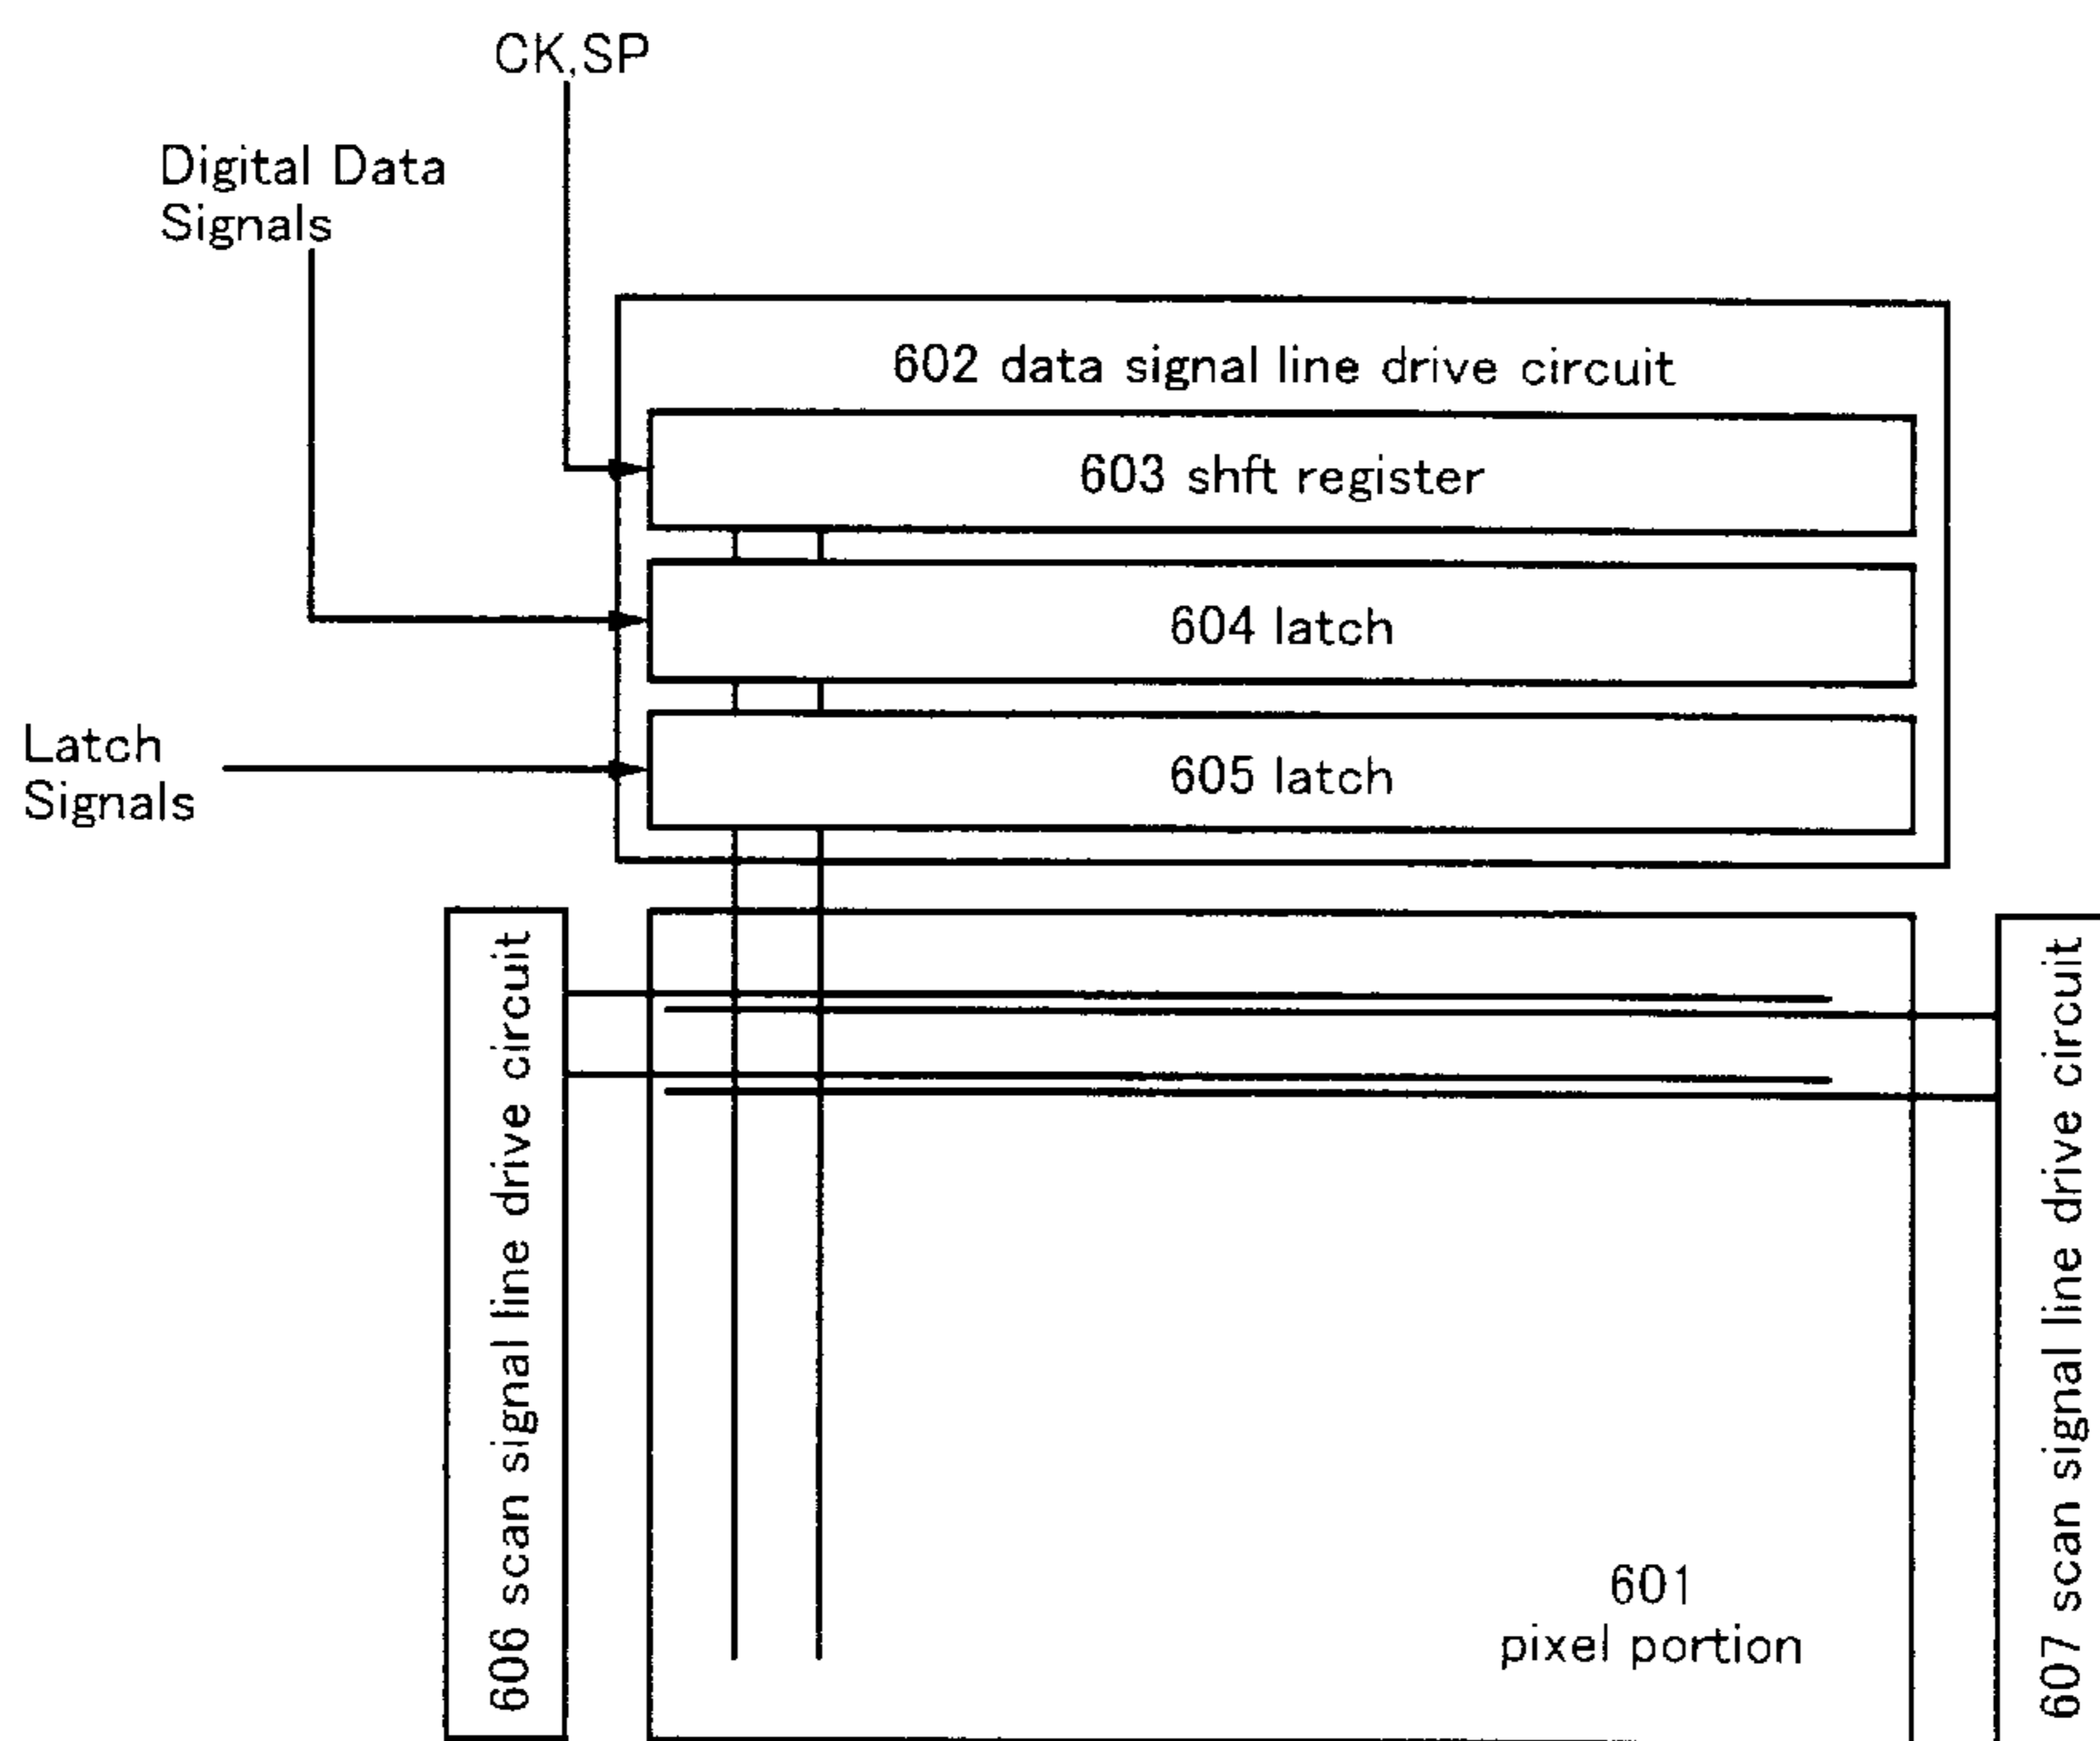 CK,SP
Digital Data
Signals
602 data signal line drive circuit
603 shft register
604 latch
Latch
Signals
605 latch
606 scan signal line drive circuit
607 scan signal line drive circuit
601
pixel portion